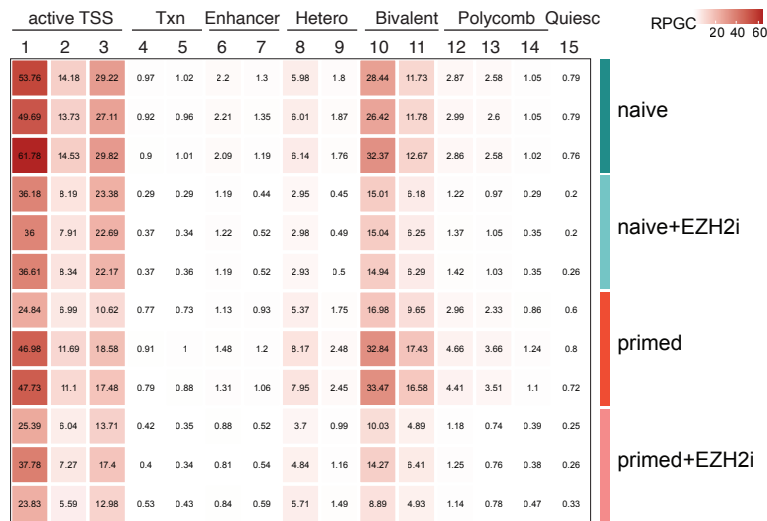 active TSS Txn Enhancer Hetero Bivalent Polycomb Quiesc
RPGC 20 40 60
1 2 3 4 5 6 7 8 9 10 11 12 13 14 15
53.76 14.18 29.22 0.97 1.02 2.2 1.3 5.98 1.8 28.44 11.73 2.87 2.58 1.05 0.79
49.69 13.73 27.11 0.92 0.96 2.21 1.35 6.01 1.87 26.42 11.78 2.99 2.6 1.05 0.79
naive
61.78 14.53 29.82 0.9 1.01 2.09 1.19 6.14 1.76 32.37 12.67 2.86 2.58 1.02 0.76
36.18 8.19 23.38 0.29 0.29 1.19 0.44 2.95 0.45 15.01 6.18 1.22 0.97 0.29 0.2
36 7.91 22.69 0.37 0.34 1.22 0.52 2.98 0.49 15.04 6.25 1.37 1.05 0.35 0.2
naive+EZH2i
36.61 8.34 22.17 0.37 0.36 1.19 0.52 2.93 0.5 14.94 6.29 1.42 1.03 0.35 0.26
24.84 6.99 10.62 0.77 0.73 1.13 0.93 5.37 1.75 16.98 9.65 2.96 2.33 0.86 0.6
46.98 11.69 18.58 0.91 1 1.48 1.2 8.17 2.48 32.84 17.43 4.66 3.66 1.24 0.8
primed
47.73 11.1 17.48 0.79 0.88 1.31 1.06 7.95 2.45 33.47 16.58 4.41 3.51 1.1 0.72
25.39 6.04 13.71 0.42 0.35 0.88 0.52 3.7 0.99 10.03 4.89 1.18 0.74 0.39 0.25
37.78 7.27 17.4 0.4 0.34 0.81 0.54 4.84 1.16 14.27 6.41 1.25 0.76 0.38 0.26
primed+EZH2i
23.83 5.59 12.98 0.53 0.43 0.84 0.59 5.71 1.49 8.89 4.93 1.14 0.78 0.47 0.33